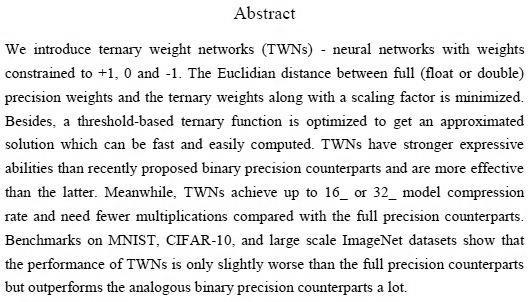 Abstract
We introduce ternary weight networks (TWNs) - neural networks with weights
constrained to +1, 0 and -1. The Euclidian distance between full (float or double)
precision weights and the ternary weights along with a scaling factor is minimized.
Besides, a threshold-based ternary function is optimized to get an approximated
solution which can be fast and easily computed. TWNs have stronger expressive
abilities than recently proposed binary precision counterparts and are more effective
than the latter. Meanwhile, TWNs achieve up to 16_ or 32_ model compression
rate and need fewer multiplications compared with the full precision counterparts.
Benchmarks on MNIST, CIFAR-10, and large scale ImageNet datasets show that
the performance of TWNs is only slightly worse than the full precision counterparts
but outperforms the analogous binary precision counterparts a lot.